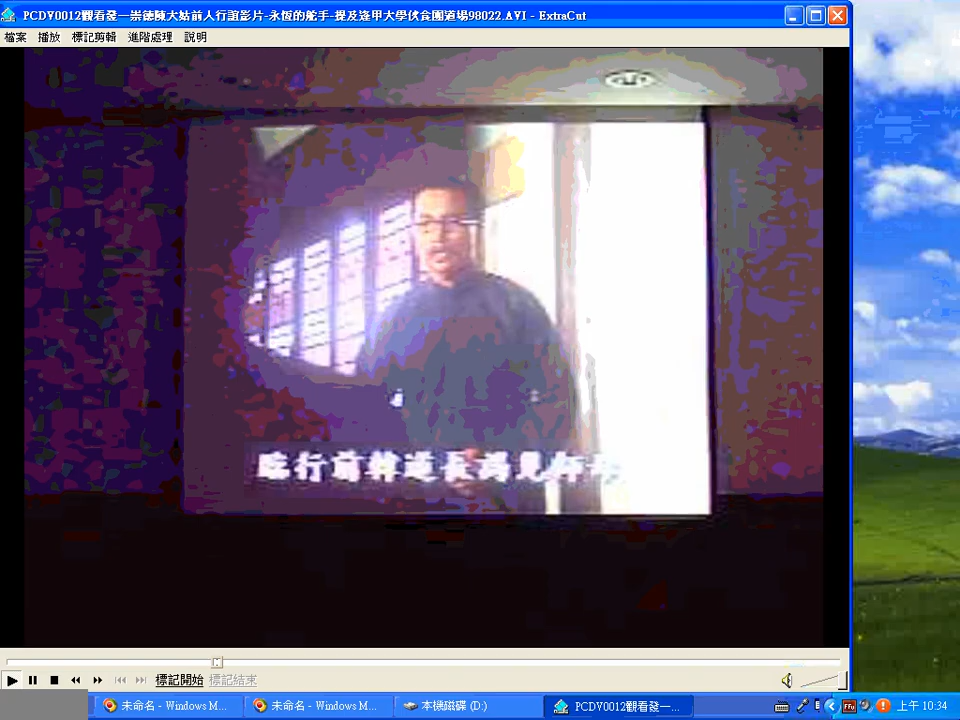 PCDV0012觀看發一崇德陳大姑前人行誼影片-永恆的舵手-提及逢甲大學伙食團道場98022.AVI - ExtraCut
檔案 播放 標記剪輯 進階處理 說明
臨行前韓道長謁見師母
標記開始 標記結束
未命名 - Windows M... 未命名 - Windows M... 本機磁碟 (D:) PCDV0012觀看發一... 上午 10:34